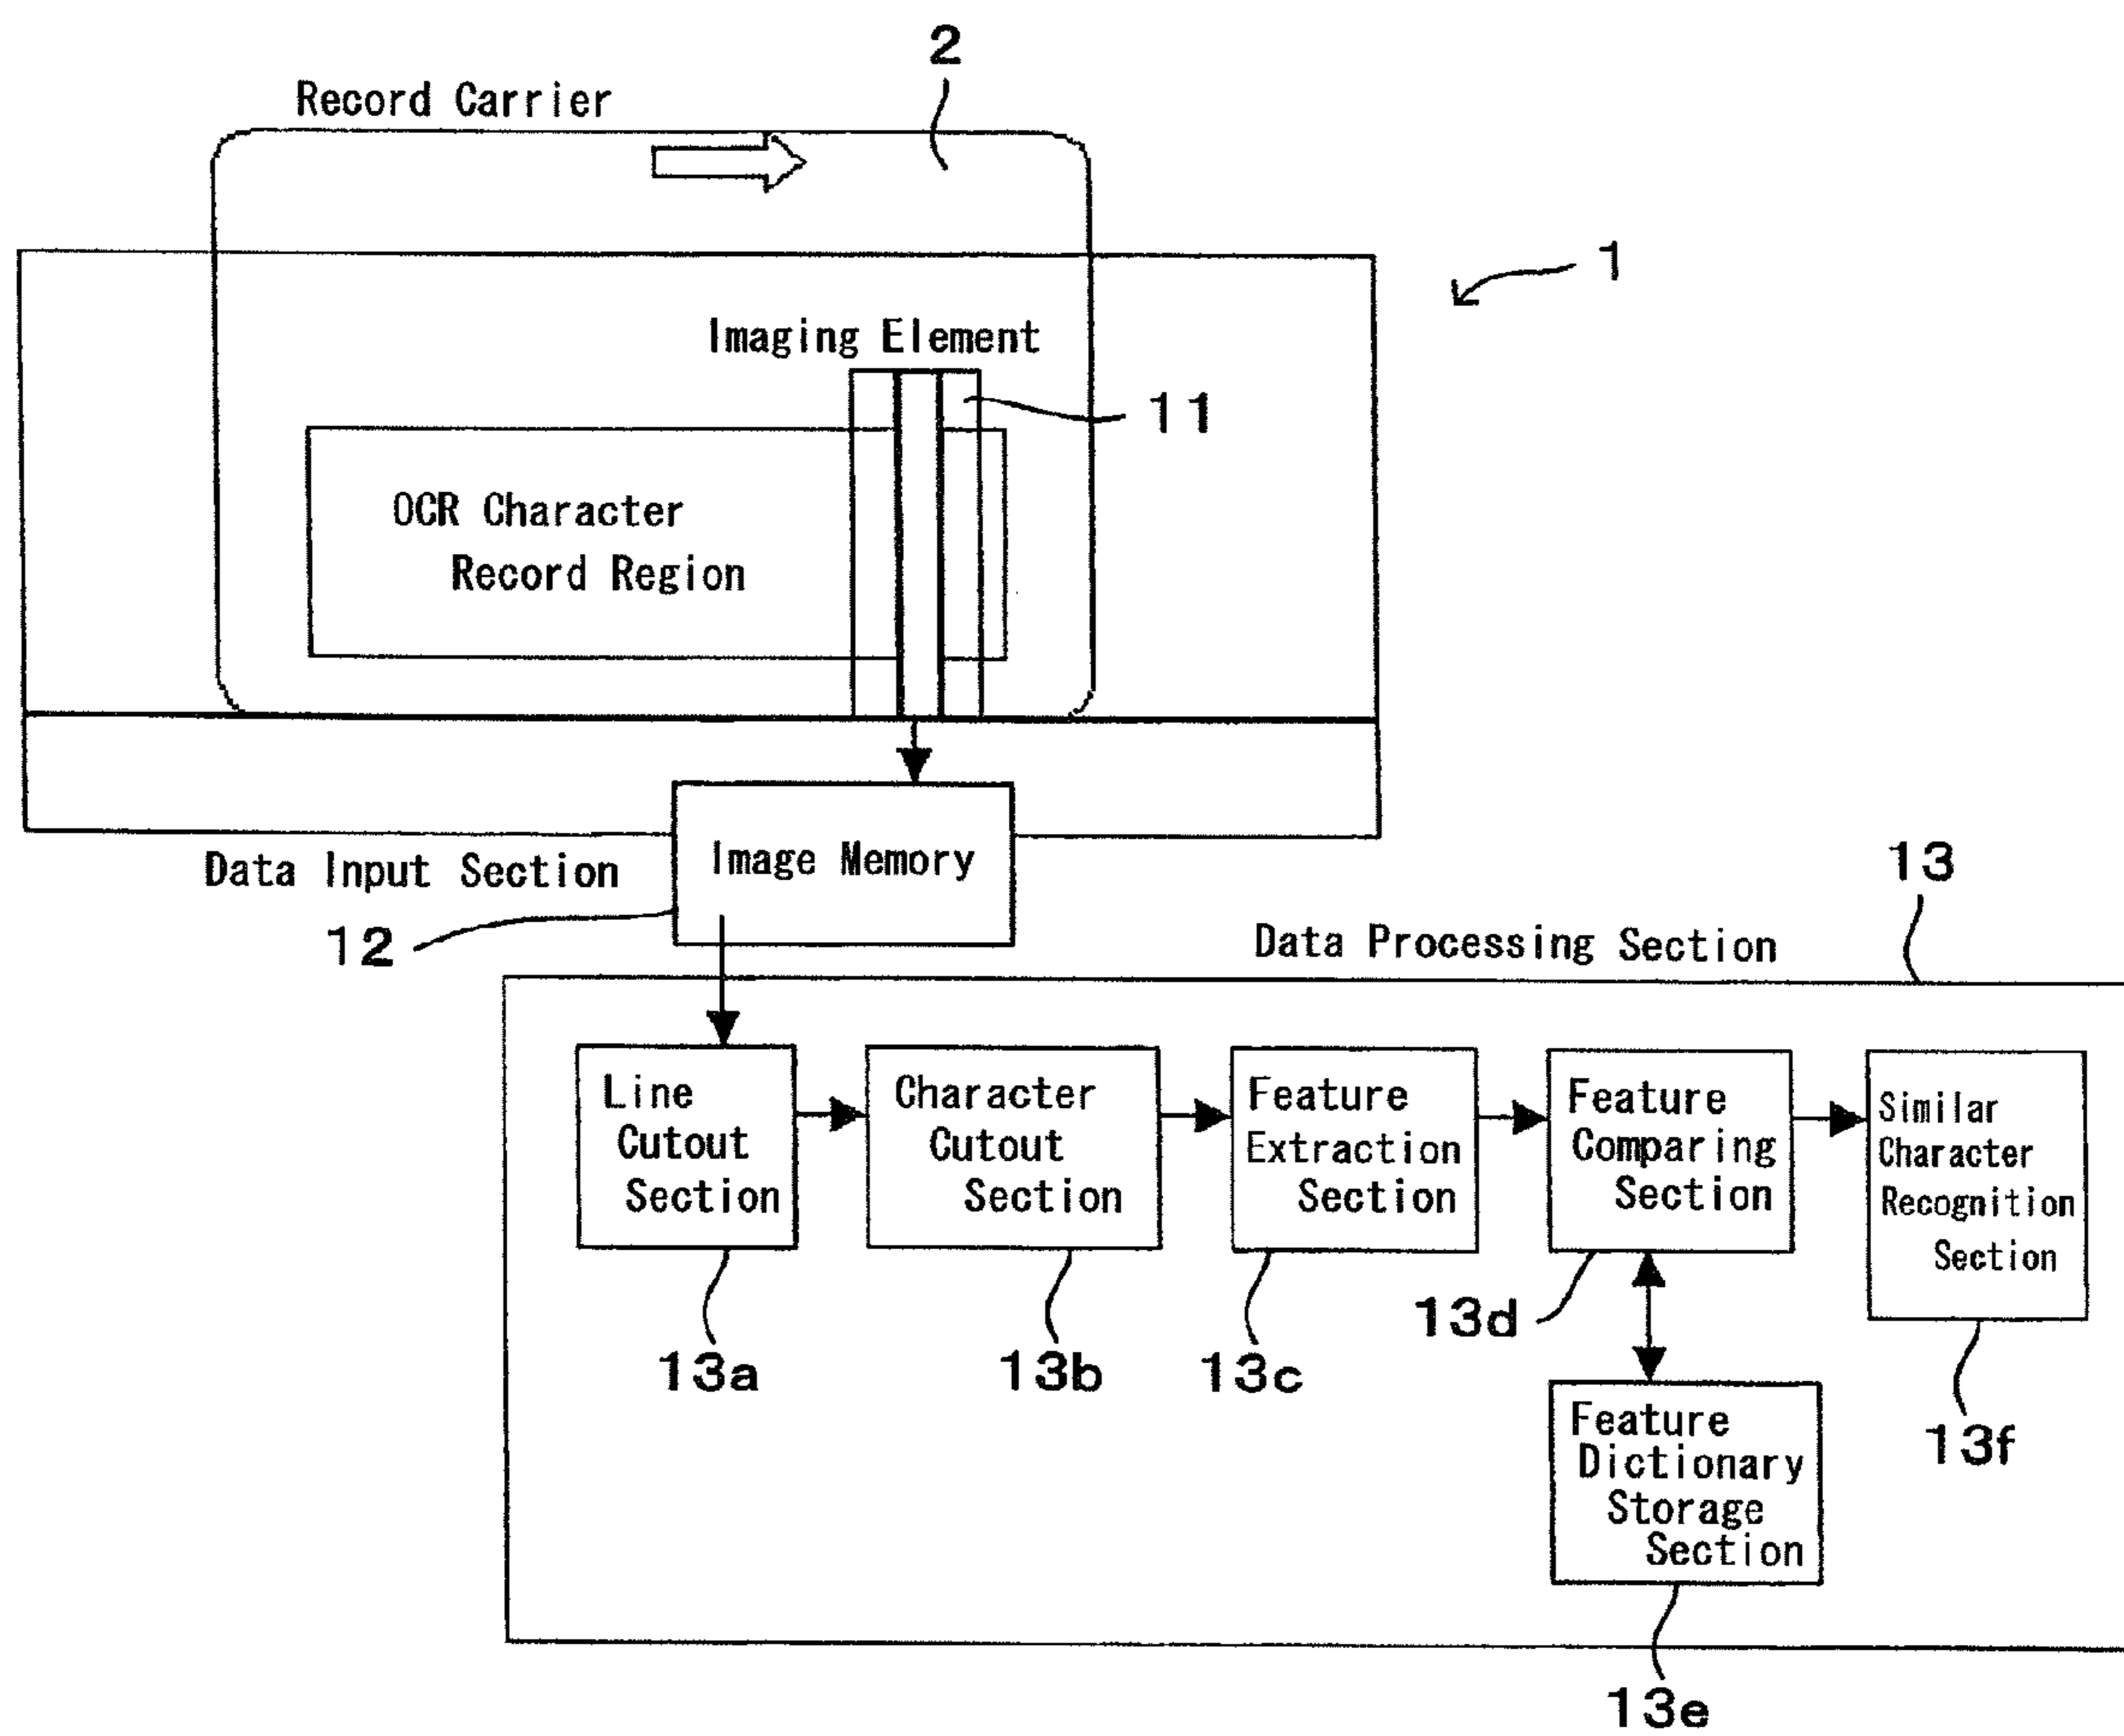 2
Record Carrier
1
Imaging Element
11
OCR Character
Record Region
Image Memory
Data Input Section
12
13
Data Processing Section
Line
Cutout
Section
Character
Cutout
Section
Feature
Extraction
Section
Feature
Comparing
Section
Similar
Character
Recognition
Section
13a
13b
13c
13d
13f
Feature
Dictionary
Storage
Section
13e